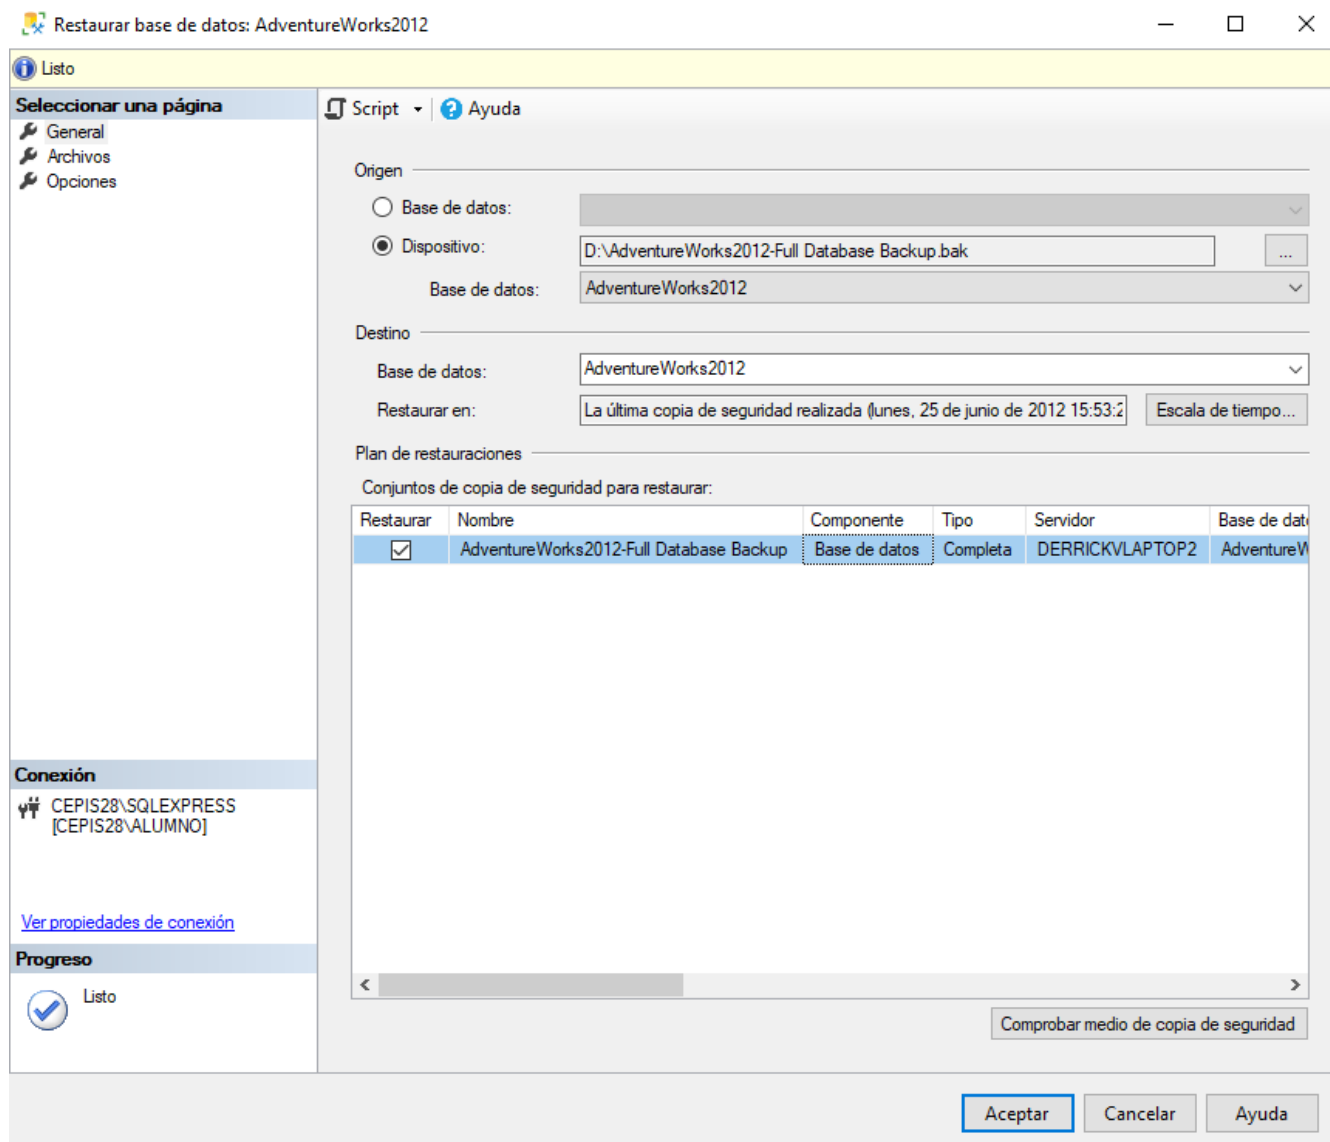 Restaurar base de datos: AdventureWorks2012
Listo
Seleccionar una página
General
Archivos
Opciones
Script
Ayuda
Origen
Base de datos:
Dispositivo:
D:\AdventureWorks2012-Full Database Backup.bak
...
Base de datos:
AdventureWorks2012
Destino
Base de datos:
AdventureWorks2012
Restaurar en:
La última copia de seguridad realizada (lunes, 25 de junio de 2012 15:53:2
Escala de tiempo...
Plan de restauraciones
Conjuntos de copia de seguridad para restaurar:
Restaurar Nombre Componente Tipo Servidor Base de dat
AdventureWorks2012-Full Database Backup Base de datos Completa DERRICKVLAPTOP2 AdventureW
Conexión
CEPIS28\SQLEXPRESS
[CEPIS28\ALUMNO]
Ver propiedades de conexión
Progreso
Listo
Comprobar medio de copia de seguridad
Aceptar
Cancelar
Ayuda